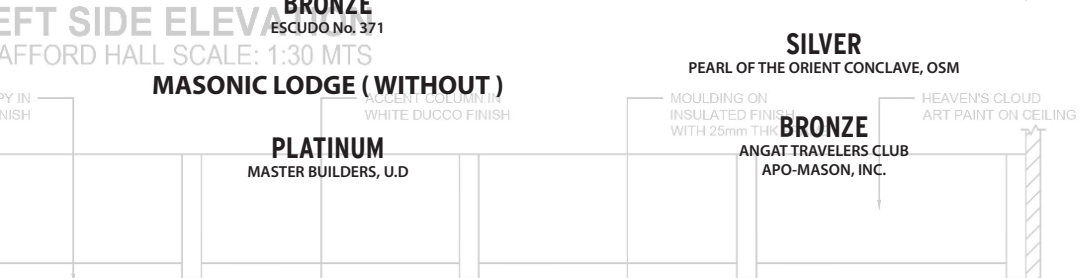 BRONZE
ESCUDO No. 371
MASONIC LODGE ( WITHOUT )
PLATINUM
MASTER BUILDERS, U.D
SILVER
PEARL OF THE ORIENT CONCLAVE, OSM
BRONZE
ANGAT TRAVELERS CLUB
APO-MASON, INC.
EFT SIDE ELEVATION
AFFORD HALL SCALE: 1:30 MTS
PY IN
NISH
ACCENT COLUMN IN
WHITE DUCCO FINISH
MOULDING ON
INSULATED FINISH
WITH 25mm THK
HEAVEN'S CLOUD
ART PAINT ON CEILING